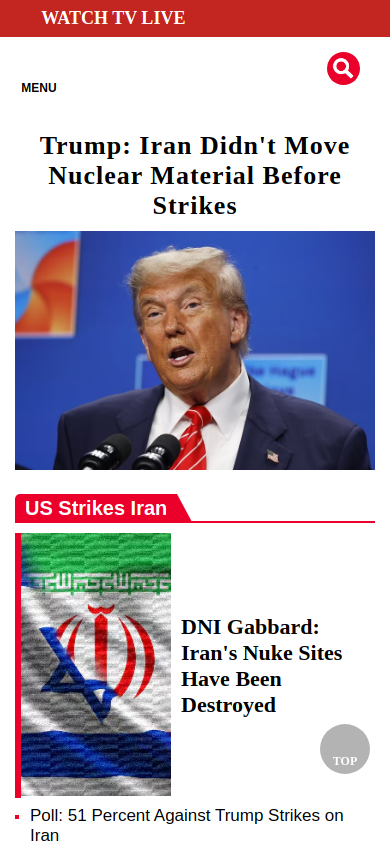 WATCH TV LIVE
MENU
Trump: Iran Didn't Move
Nuclear Material Before
Strikes
US Strikes Iran
DNI Gabbard:
Iran's Nuke Sites
Have Been
Destroyed
TOP
Poll: 51 Percent Against Trump Strikes on
Iran